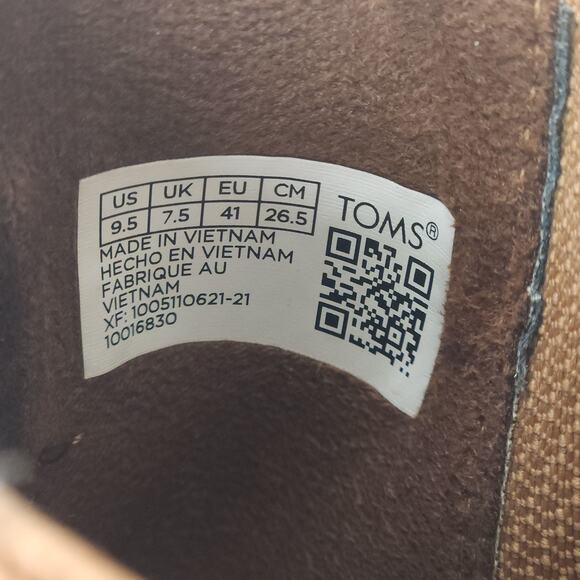 US UK EU CM
9.5 7.5 41 26.5
MADE IN VIETNAM
HECHO EN VIETNAM
FABRIQUE AU
VIETNAM
XF: 1005110621-21
10016830
TOMS®